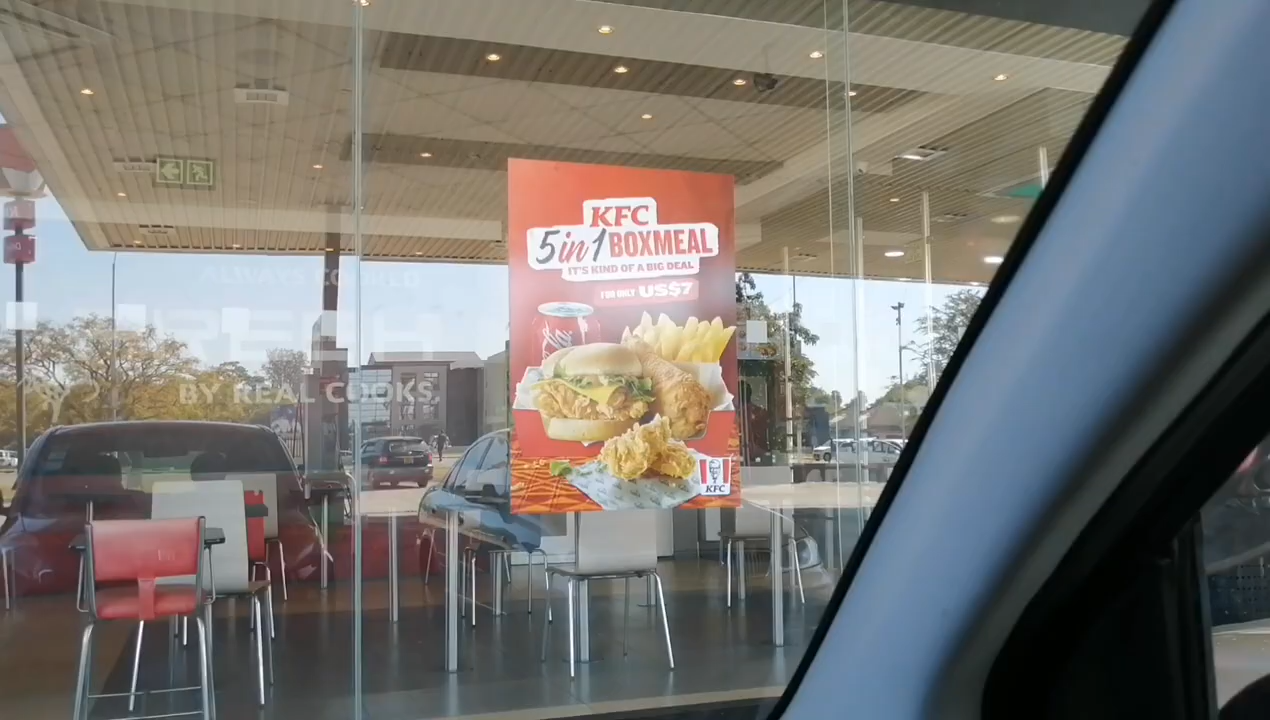 KFC
5 in 1 BOXMEAL
IT'S KIND OF A BIG DEAL
FOR ONLY US$7
KFC
BY REAL COOKS.